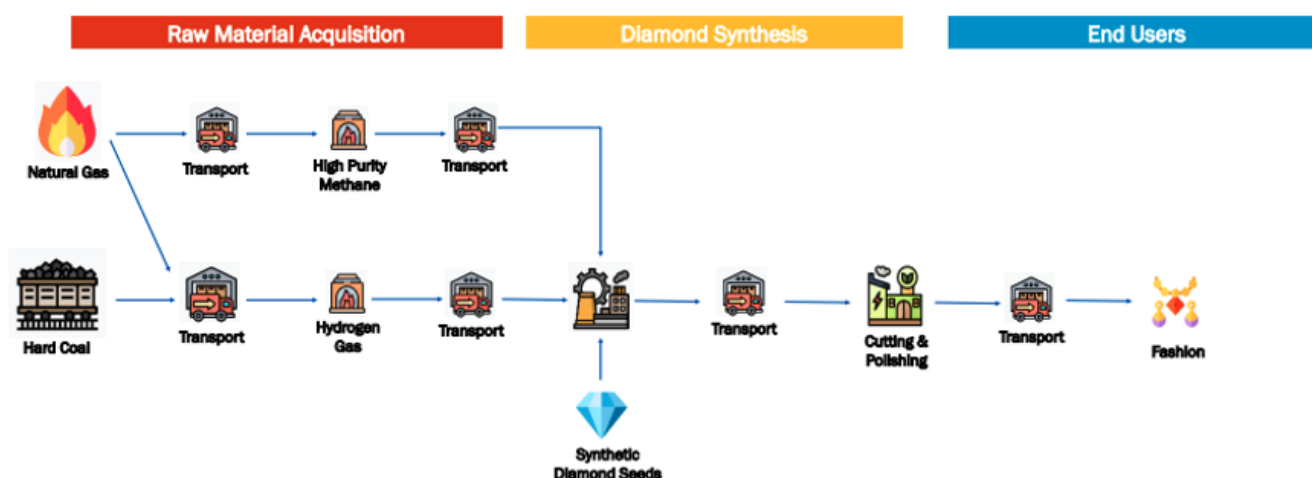 Raw Material Acquisition
Diamond Synthesis
End Users
Natural Gas
Transport
High Purity
Methane
Transport
Hard Coal
Transport
Hydrogen
Gas
Transport
Transport
Cutting &
Polishing
Transport
Fashion
Synthetic
Diamond Seeds